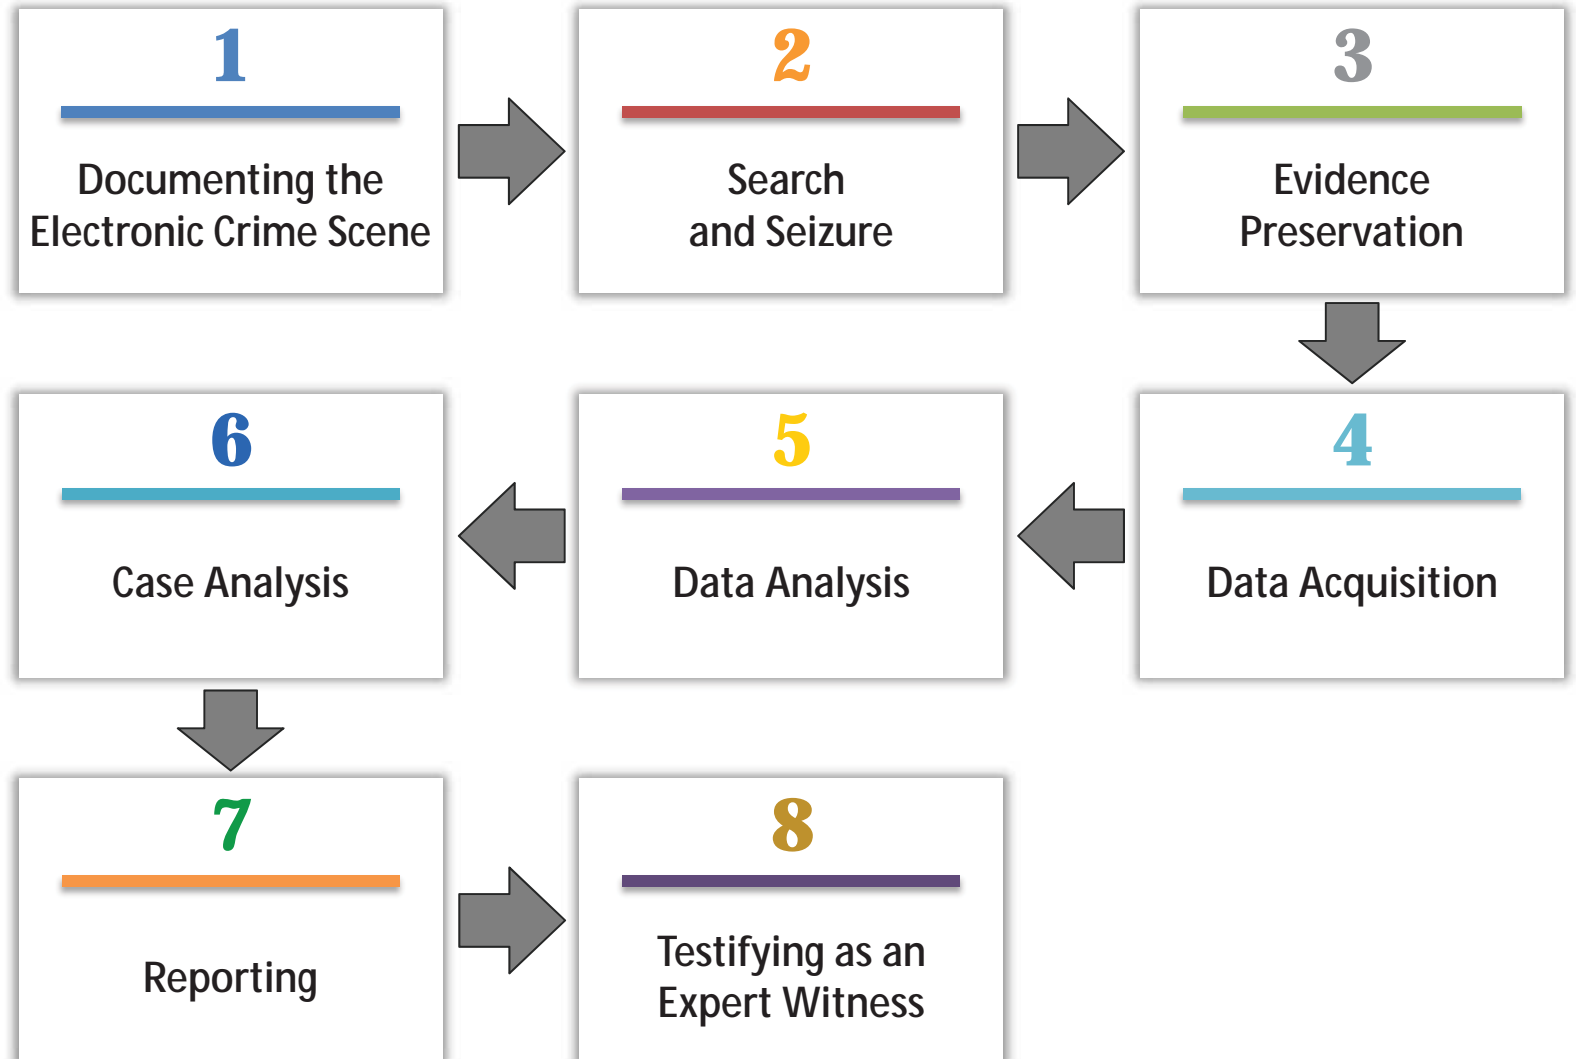 1
Documenting the
Electronic Crime Scene
2
Search
and Seizure
3
Evidence
Preservation
4
Data Acquisition
5
Data Analysis
6
Case Analysis
7
Reporting
8
Testifying as an
Expert Witness